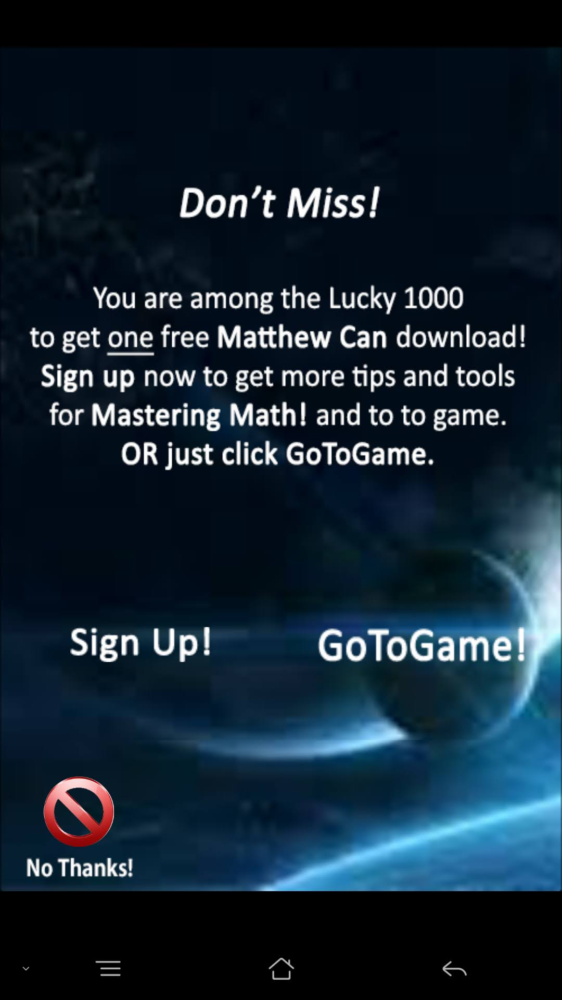 Don’t Miss!
You are among the Lucky 1000
to get one free Matthew Can download!
Sign up now to get more tips and tools
for Mastering Math! and to to game.
OR just click GoToGame.
Sign Up!
GoToGame!
No Thanks!